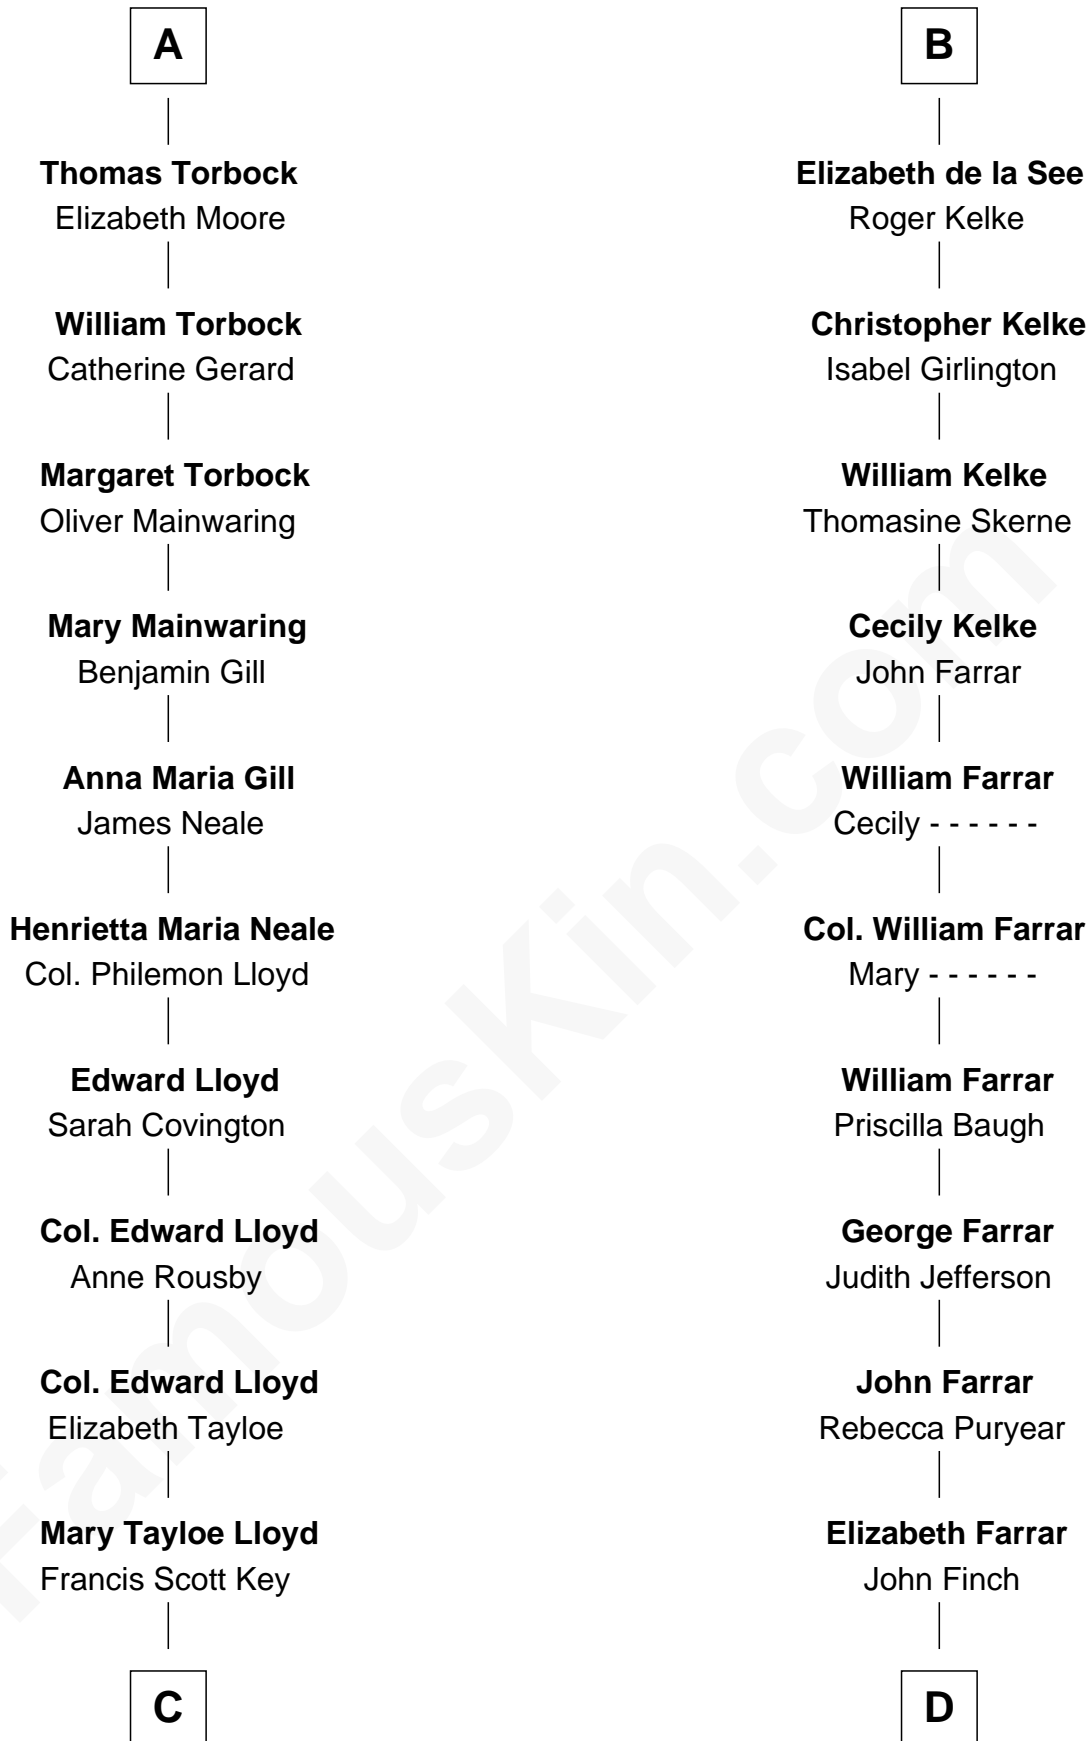 A
Thomas Torbock
Elizabeth Moore
William Torbock
Catherine Gerard
Margaret Torbock
Oliver Mainwaring
Mary Mainwaring
Benjamin Gill
Anna Maria Gill
James Neale
Henrietta Maria Neale
Col. Philemon Lloyd
Edward Lloyd
Sarah Covington
Col. Edward Lloyd
Anne Rousby
Col. Edward Lloyd
Elizabeth Tayloe
Mary Tayloe Lloyd
Francis Scott Key
C
B
Elizabeth de la See
Roger Kelke
Christopher Kelke
Isabel Girlington
William Kelke
Thomasine Skerne
Cecily Kelke
John Farrar
William Farrar
Cecily - - - - - -
Col. William Farrar
Mary - - - - - -
William Farrar
Priscilla Baugh
George Farrar
Judith Jefferson
John Farrar
Rebecca Puryear
Elizabeth Farrar
John Finch
D
FamousKin.com